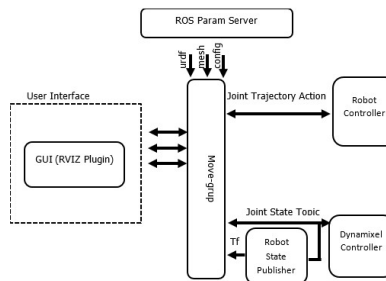 ROS Param Server
urdf
mesh
config
User Interface
Joint Trajectory Action
Robot
Controller
GUI (RVIZ Plugin)
Move-grup
Joint State Topic
Tf
Robot
State
Publisher
Dynamixel
Controller